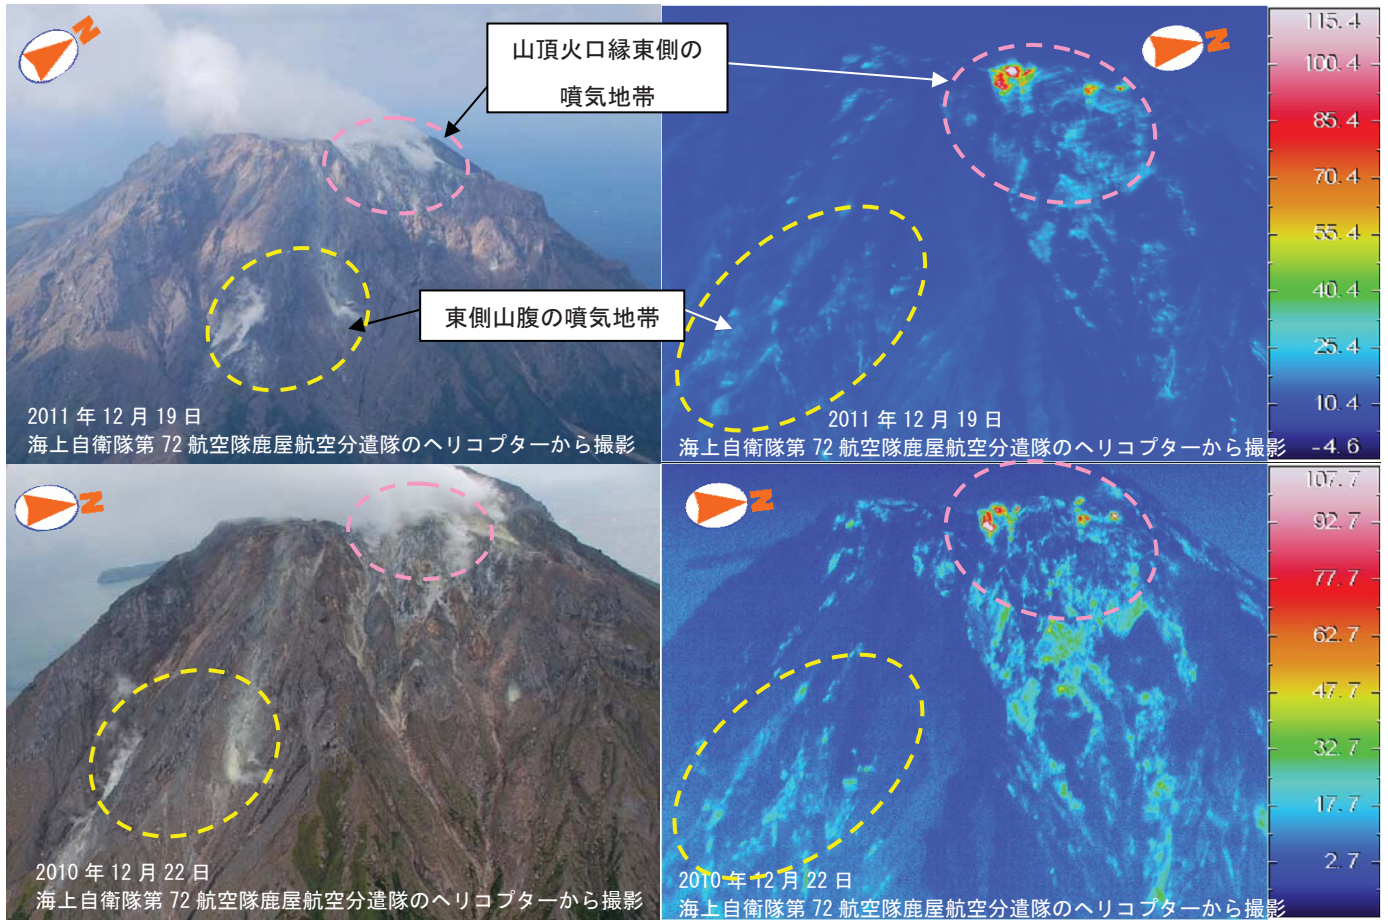 N
山頂火口縁東側の
噴気地帯
N
115.4
100.4
85.4
70.4
55.4
40.4
25.4
10.4
-4.6
東側山腹の噴気地帯
2011 年 12 月 19 日
海上自衛隊第 72 航空隊鹿屋航空分遣隊のヘリコプターから撮影
2011 年 12 月 19 日
海上自衛隊第 72 航空隊鹿屋航空分遣隊のヘリコプターから撮影
N
N
107.7
92.7
77.7
62.7
47.7
32.7
17.7
2.7
2010 年 12 月 22 日
海上自衛隊第 72 航空隊鹿屋航空分遣隊のヘリコプターから撮影
2010 年 12 月 22 日
海上自衛隊第 72 航空隊鹿屋航空分遣隊のヘリコプターから撮影